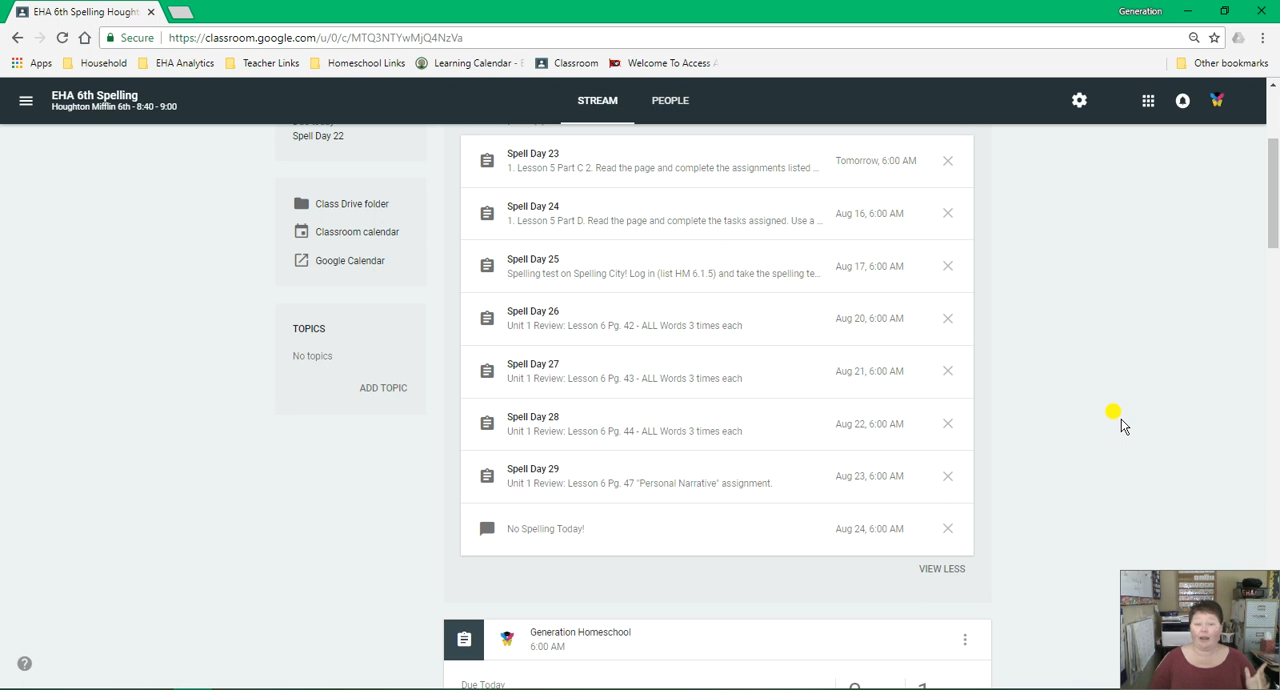 EHA 6th Spelling Hought
Generation
Secure
https://classroom.google.com/u/0/c/MTQ3NTYwMjQ4NzVa
Apps
Household
EHA Analytics
Teacher Links
Homeschool Links
Learning Calendar -
Classroom
Welcome To Access
Other bookmarks
EHA 6th Spelling
Houghton Mifflin 6th - 8:40 - 9:00
STREAM
PEOPLE
Spell Day 22
Class Drive folder
Classroom calendar
Google Calendar
TOPICS
No topics
ADD TOPIC
Spell Day 23
1. Lesson 5 Part C 2. Read the page and complete the assignments listed ...
Tomorrow, 6:00 AM
Spell Day 24
1. Lesson 5 Part D. Read the page and complete the tasks assigned. Use a ...
Aug 16, 6:00 AM
Spell Day 25
Spelling test on Spelling City! Log in (list HM 6.1.5) and take the spelling te...
Aug 17, 6:00 AM
Spell Day 26
Unit 1 Review: Lesson 6 Pg. 42 - ALL Words 3 times each
Aug 20, 6:00 AM
Spell Day 27
Unit 1 Review: Lesson 6 Pg. 43 - ALL Words 3 times each
Aug 21, 6:00 AM
Spell Day 28
Unit 1 Review: Lesson 6 Pg. 44 - ALL Words 3 times each
Aug 22, 6:00 AM
Spell Day 29
Unit 1 Review: Lesson 6 Pg. 47 "Personal Narrative" assignment.
Aug 23, 6:00 AM
No Spelling Today!
Aug 24, 6:00 AM
VIEW LESS
Generation Homeschool
6:00 AM
Due Today